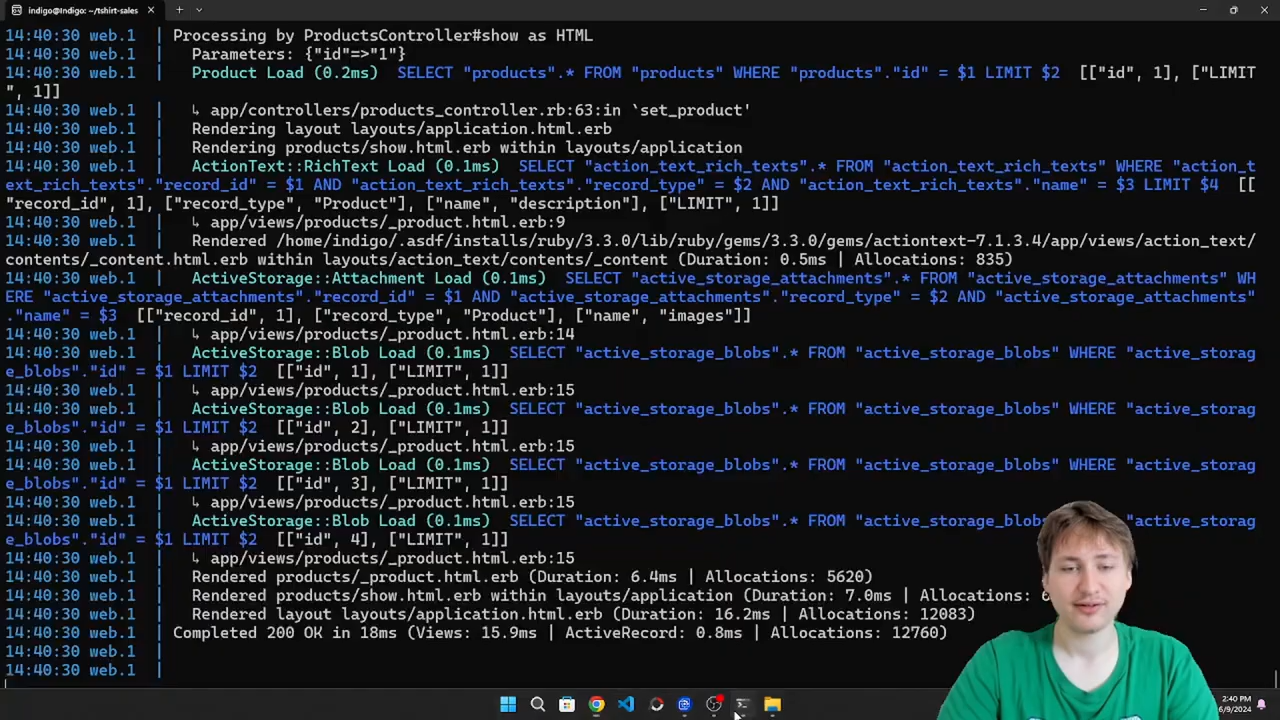 indigo@Indigo: ~/tshirt-sales
14:40:30 web.1  | Processing by ProductsController#show as HTML
14:40:30 web.1  |   Parameters: {"id"=>"1"}
14:40:30 web.1  |   Product Load (0.2ms)  SELECT "products".* FROM "products" WHERE "products"."id" = $1 LIMIT $2  [["id", 1], ["LIMIT
", 1]]
14:40:30 web.1  |   ↳ app/controllers/products_controller.rb:63:in `set_product'
14:40:30 web.1  |   Rendering layout layouts/application.html.erb
14:40:30 web.1  |   Rendering products/show.html.erb within layouts/application
14:40:30 web.1  |   ActionText::RichText Load (0.1ms)  SELECT "action_text_rich_texts".* FROM "action_text_rich_texts" WHERE "action_t
ext_rich_texts"."record_id" = $1 AND "action_text_rich_texts"."record_type" = $2 AND "action_text_rich_texts"."name" = $3 LIMIT $4  [[
"record_id", 1], ["record_type", "Product"], ["name", "description"], ["LIMIT", 1]]
14:40:30 web.1  |   ↳ app/views/products/_product.html.erb:9
14:40:30 web.1  |   Rendered /home/indigo/.asdf/installs/ruby/3.3.0/lib/ruby/gems/3.3.0/gems/actiontext-7.1.3.4/app/views/action_text/
contents/_content.html.erb within layouts/action_text/contents/_content (Duration: 0.5ms | Allocations: 835)
14:40:30 web.1  |   ActiveStorage::Attachment Load (0.1ms)  SELECT "active_storage_attachments".* FROM "active_storage_attachments" WH
ERE "active_storage_attachments"."record_id" = $1 AND "active_storage_attachments"."record_type" = $2 AND "active_storage_attachments"
."name" = $3  [["record_id", 1], ["record_type", "Product"], ["name", "images"]]
14:40:30 web.1  |   ↳ app/views/products/_product.html.erb:14
14:40:30 web.1  |   ActiveStorage::Blob Load (0.1ms)  SELECT "active_storage_blobs".* FROM "active_storage_blobs" WHERE "active_storag
e_blobs"."id" = $1 LIMIT $2  [["id", 1], ["LIMIT", 1]]
14:40:30 web.1  |   ↳ app/views/products/_product.html.erb:15
14:40:30 web.1  |   ActiveStorage::Blob Load (0.1ms)  SELECT "active_storage_blobs".* FROM "active_storage_blobs" WHERE "active_storag
e_blobs"."id" = $1 LIMIT $2  [["id", 2], ["LIMIT", 1]]
14:40:30 web.1  |   ↳ app/views/products/_product.html.erb:15
14:40:30 web.1  |   ActiveStorage::Blob Load (0.1ms)  SELECT "active_storage_blobs".* FROM "active_storage_blobs" WHERE "active_storag
e_blobs"."id" = $1 LIMIT $2  [["id", 3], ["LIMIT", 1]]
14:40:30 web.1  |   ↳ app/views/products/_product.html.erb:15
14:40:30 web.1  |   ActiveStorage::Blob Load (0.1ms)  SELECT "active_storage_blobs".* FROM "active_storage_blo "active_storag
e_blobs"."id" = $1 LIMIT $2  [["id", 4], ["LIMIT", 1]]
14:40:30 web.1  |   ↳ app/views/products/_product.html.erb:15
14:40:30 web.1  |   Rendered products/_product.html.erb (Duration: 6.4ms | Allocations: 5620)
14:40:30 web.1  |   Rendered products/show.html.erb within layouts/application (Duration: 7.0ms | Allocations:
14:40:30 web.1  |   Rendered layout layouts/application.html.erb (Duration: 16.2ms | Allocations: 12083)
14:40:30 web.1  | Completed 200 OK in 18ms (Views: 15.9ms | ActiveRecord: 0.8ms | Allocations: 12760)
14:40:30 web.1  |
14:40:30 web.1  |
2:40 PM
6/9/2024